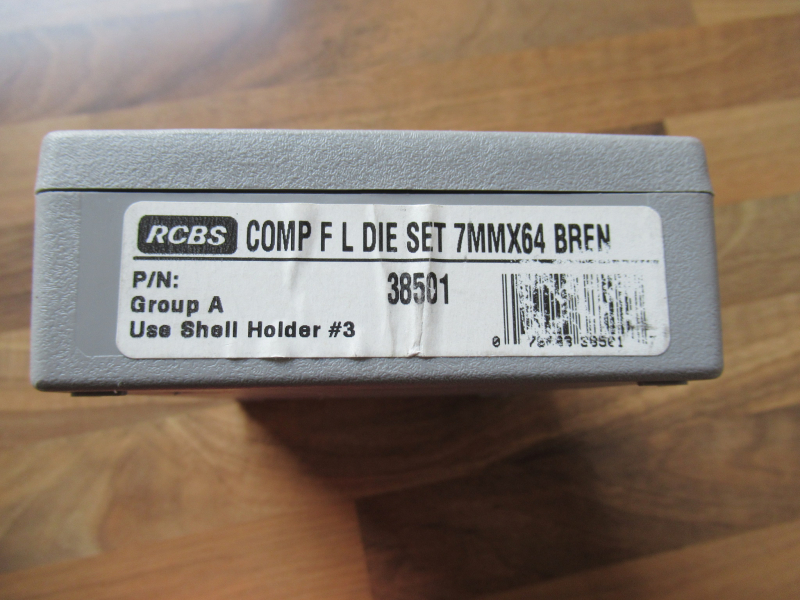 RCBS COMP F L DIE SET 7MMX64 BREN
P/N: 38501
Group A
Use Shell Holder #3